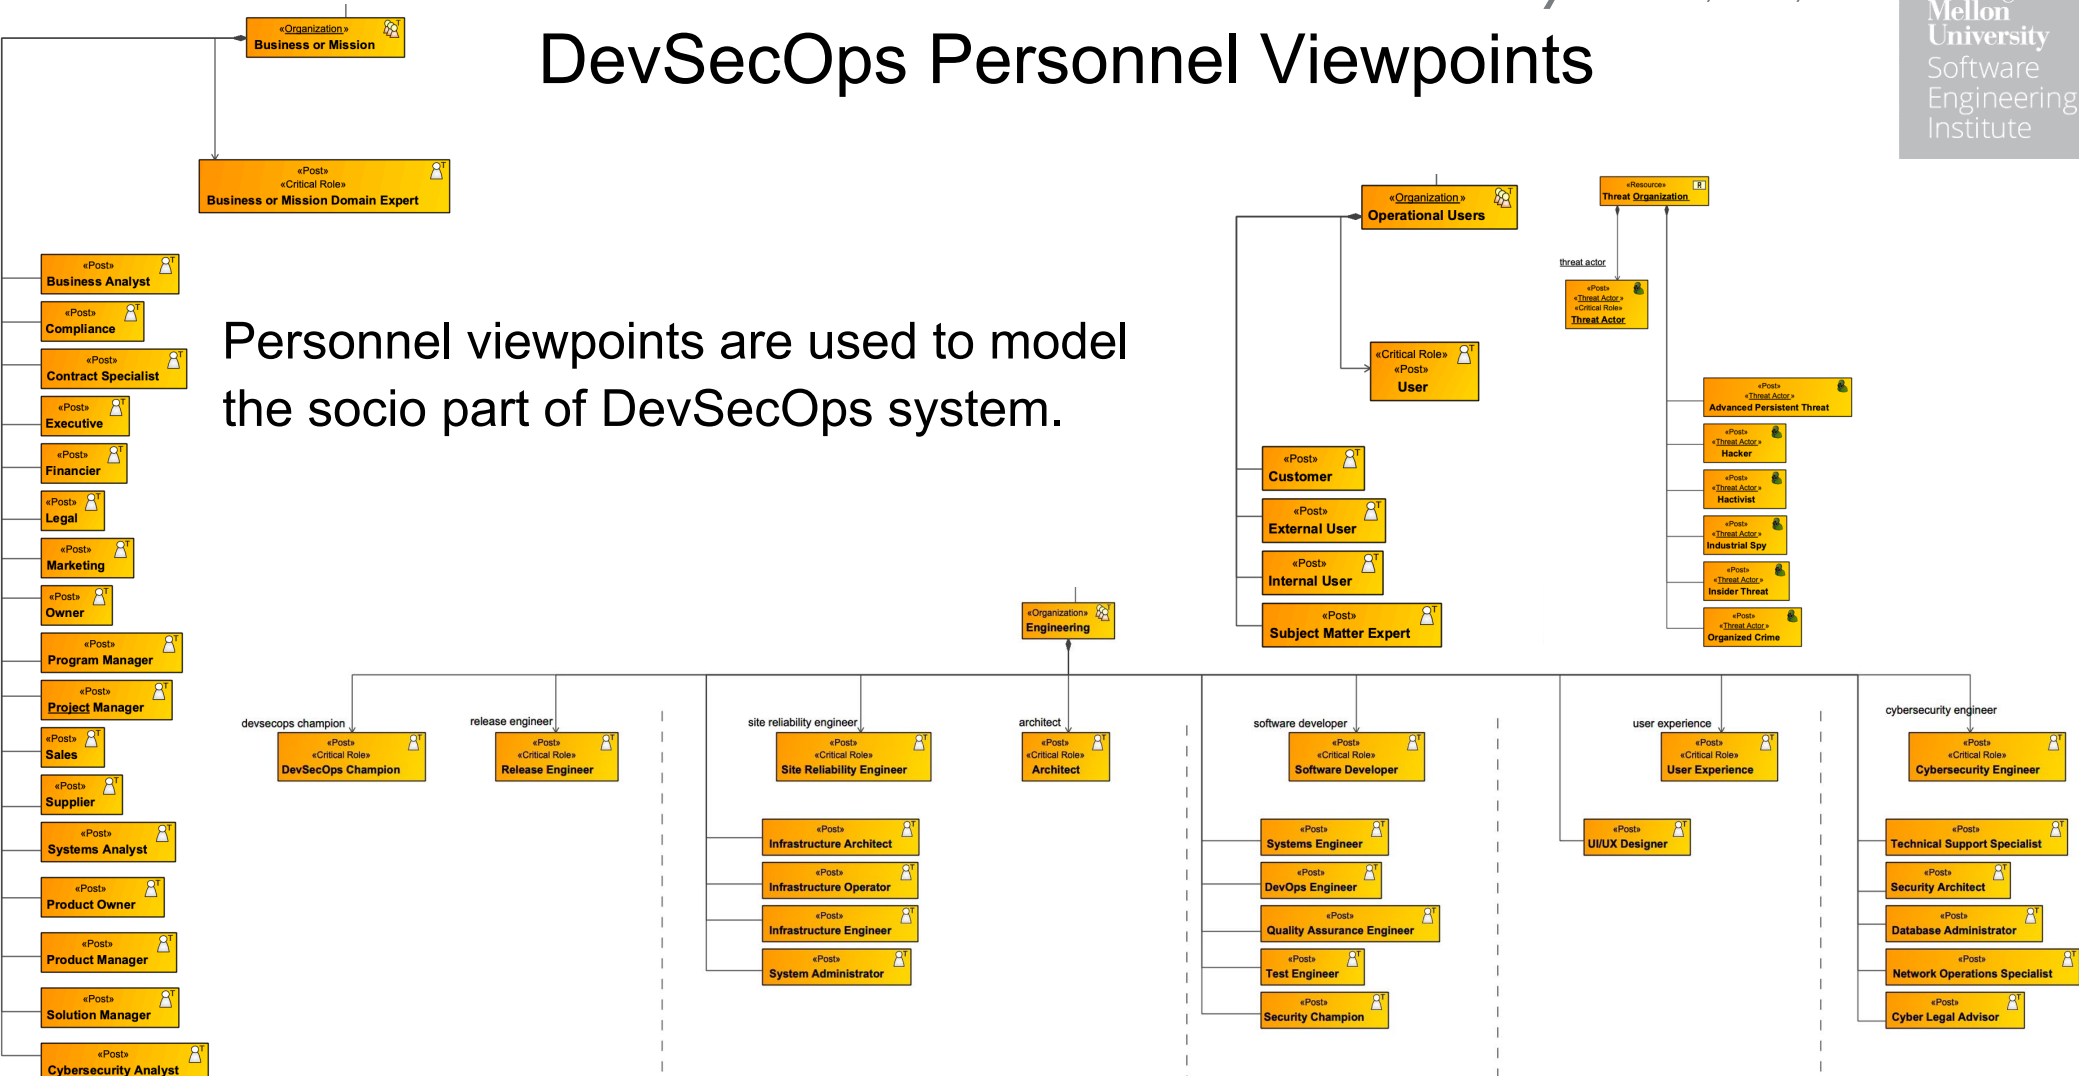 Mellon
University
Software
Engineering
Institute
DevSecOps Personnel Viewpoints
«Organization»
Business or Mission
«Post»
«Critical Role»
Business or Mission Domain Expert
«Post»
Business Analyst
«Post»
Compliance
«Post»
Contract Specialist
«Post»
Executive
«Post»
Financier
«Post»
Legal
«Post»
Marketing
«Post»
Owner
«Post»
Program Manager
«Post»
Project Manager
«Post»
Sales
«Post»
Supplier
«Post»
Systems Analyst
«Post»
Product Owner
«Post»
Product Manager
«Post»
Solution Manager
«Post»
Cybersecurity Analyst
Personnel viewpoints are used to model
the socio part of DevSecOps system.
«Organization»
Operational Users
«Critical Role»
«Post»
User
«Post»
Customer
«Post»
External User
«Post»
Internal User
«Post»
Subject Matter Expert
«Resource»
Threat Organization
threat actor
«Post»
«Threat Actor»
«Critical Role»
Threat Actor
«Post»
«Threat Actor»
Advanced Persistent Threat
«Post»
«Threat Actor»
Hacker
«Post»
«Threat Actor»
Hactivist
«Post»
«Threat Actor»
Industrial Spy
«Post»
«Threat Actor»
Insider Threat
«Post»
«Threat Actor»
Organized Crime
«Organization»
Engineering
devsecops champion
«Post»
«Critical Role»
DevSecOps Champion
release engineer
«Post»
«Critical Role»
Release Engineer
site reliability engineer
«Post»
«Critical Role»
Site Reliability Engineer
«Post»
Infrastructure Architect
«Post»
Infrastructure Operator
«Post»
Infrastructure Engineer
«Post»
System Administrator
architect
«Post»
«Critical Role»
Architect
software developer
«Post»
«Critical Role»
Software Developer
«Post»
Systems Engineer
«Post»
DevOps Engineer
«Post»
Quality Assurance Engineer
«Post»
Test Engineer
«Post»
Security Champion
user experience
«Post»
«Critical Role»
User Experience
«Post»
UI/UX Designer
cybersecurity engineer
«Post»
«Critical Role»
Cybersecurity Engineer
«Post»
Technical Support Specialist
«Post»
Security Architect
«Post»
Database Administrator
«Post»
Network Operations Specialist
«Post»
Cyber Legal Advisor